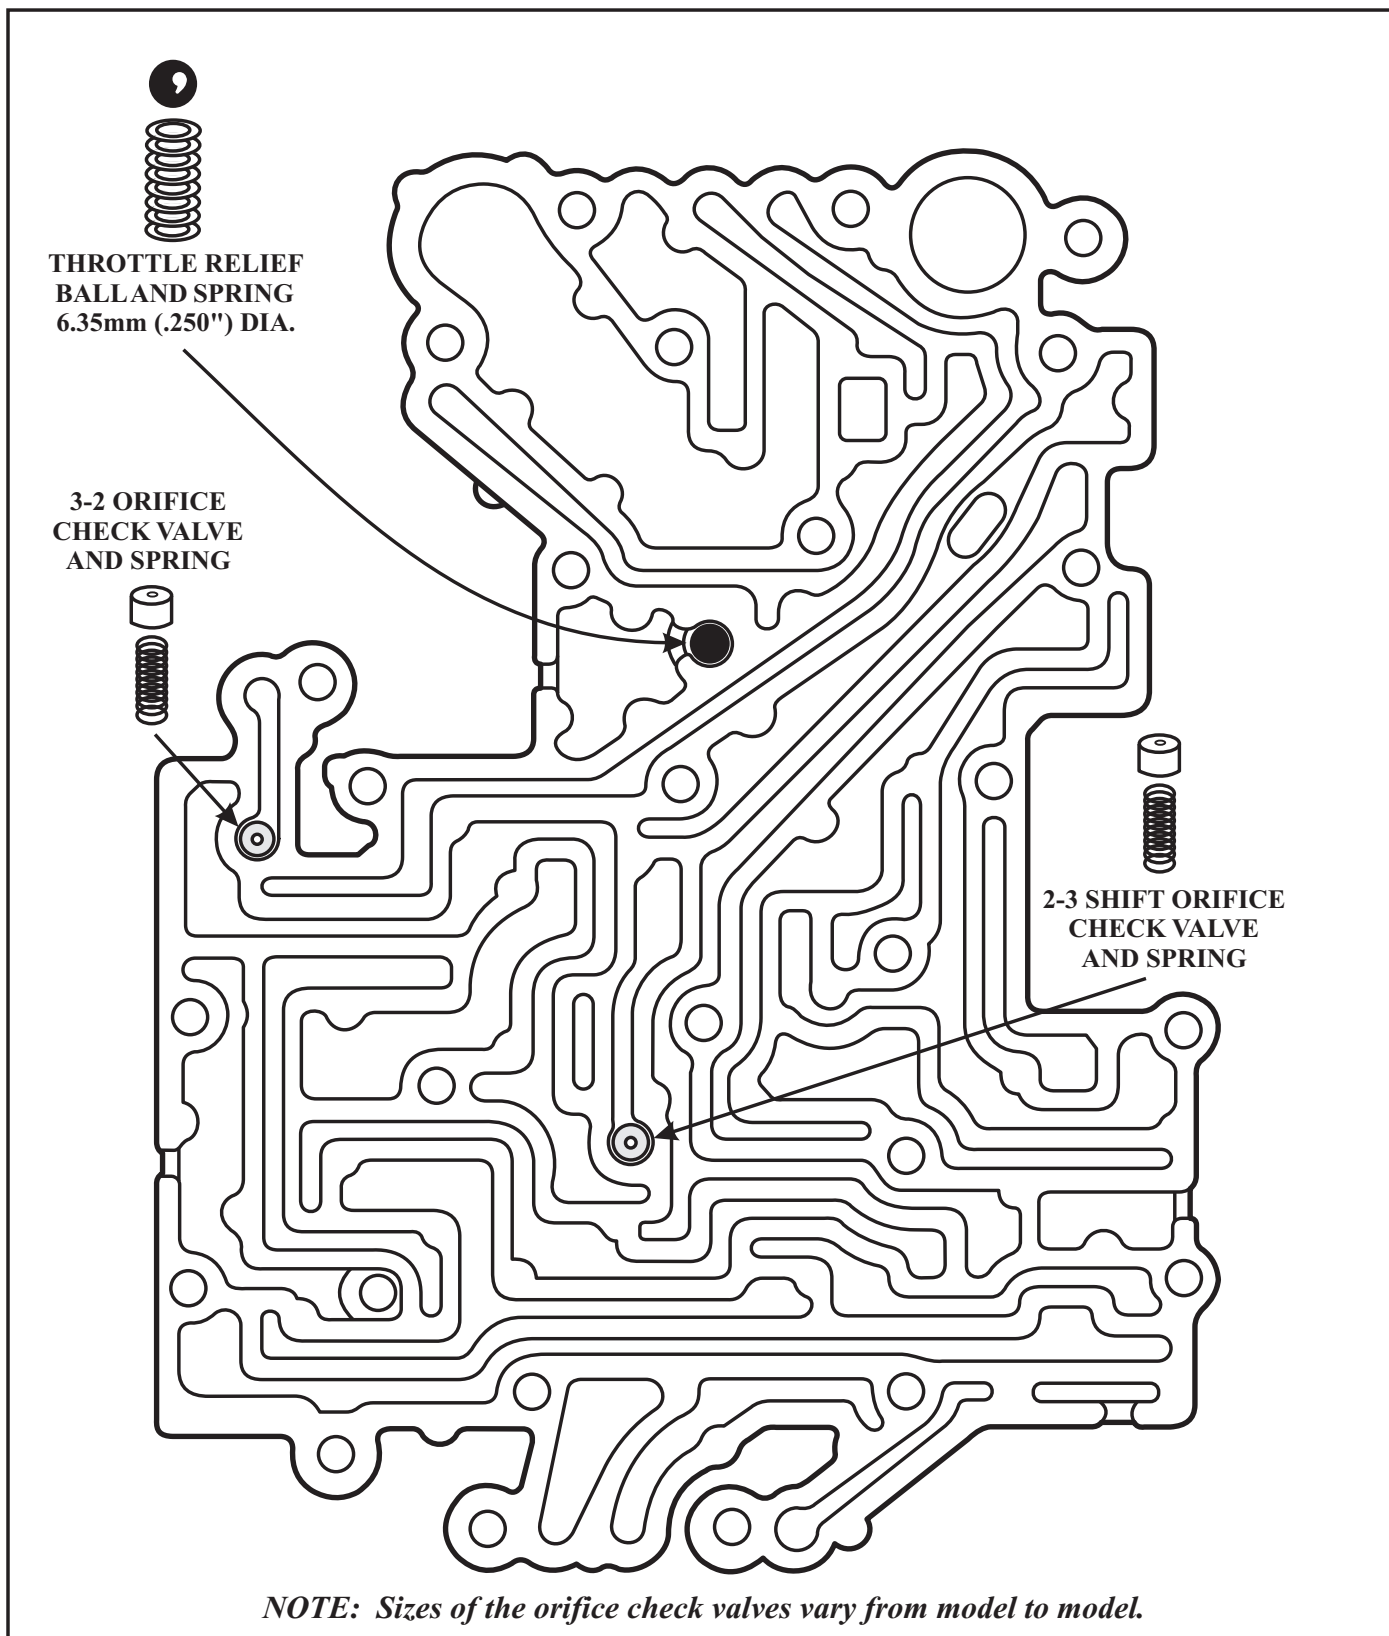 THROTTLE RELIEF
BALL AND SPRING
6.35mm (.250") DIA.
3-2 ORIFICE
CHECK VALVE
AND SPRING
2-3 SHIFT ORIFICE
CHECK VALVE
AND SPRING
NOTE: Sizes of the orifice check valves vary from model to model.